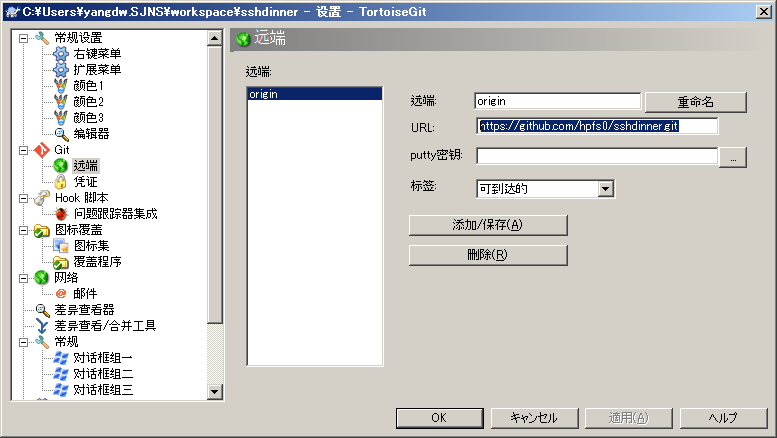 C:¥Users¥yangdw.SJNS¥workspace¥sshdinner - 设置 - TortoiseGit
常规设置
右键菜单
扩展菜单
颜色1
颜色2
颜色3
编辑器
Git
远端
凭证
Hook 脚本
问题跟踪器集成
图标覆盖
图标集
覆盖程序
网络
邮件
差异查看器
差异查看/合并工具
常规
对话框组一
对话框组二
对话框组三
远端
远端:
origin
远端:
origin
重命名
URL:
https://github.com/hpfs0/sshdinner.git
putty密钥:
...
标签:
可到达的
添加/保存(A)
删除(R)
OK
キャンセル
適用(A)
ヘルプ